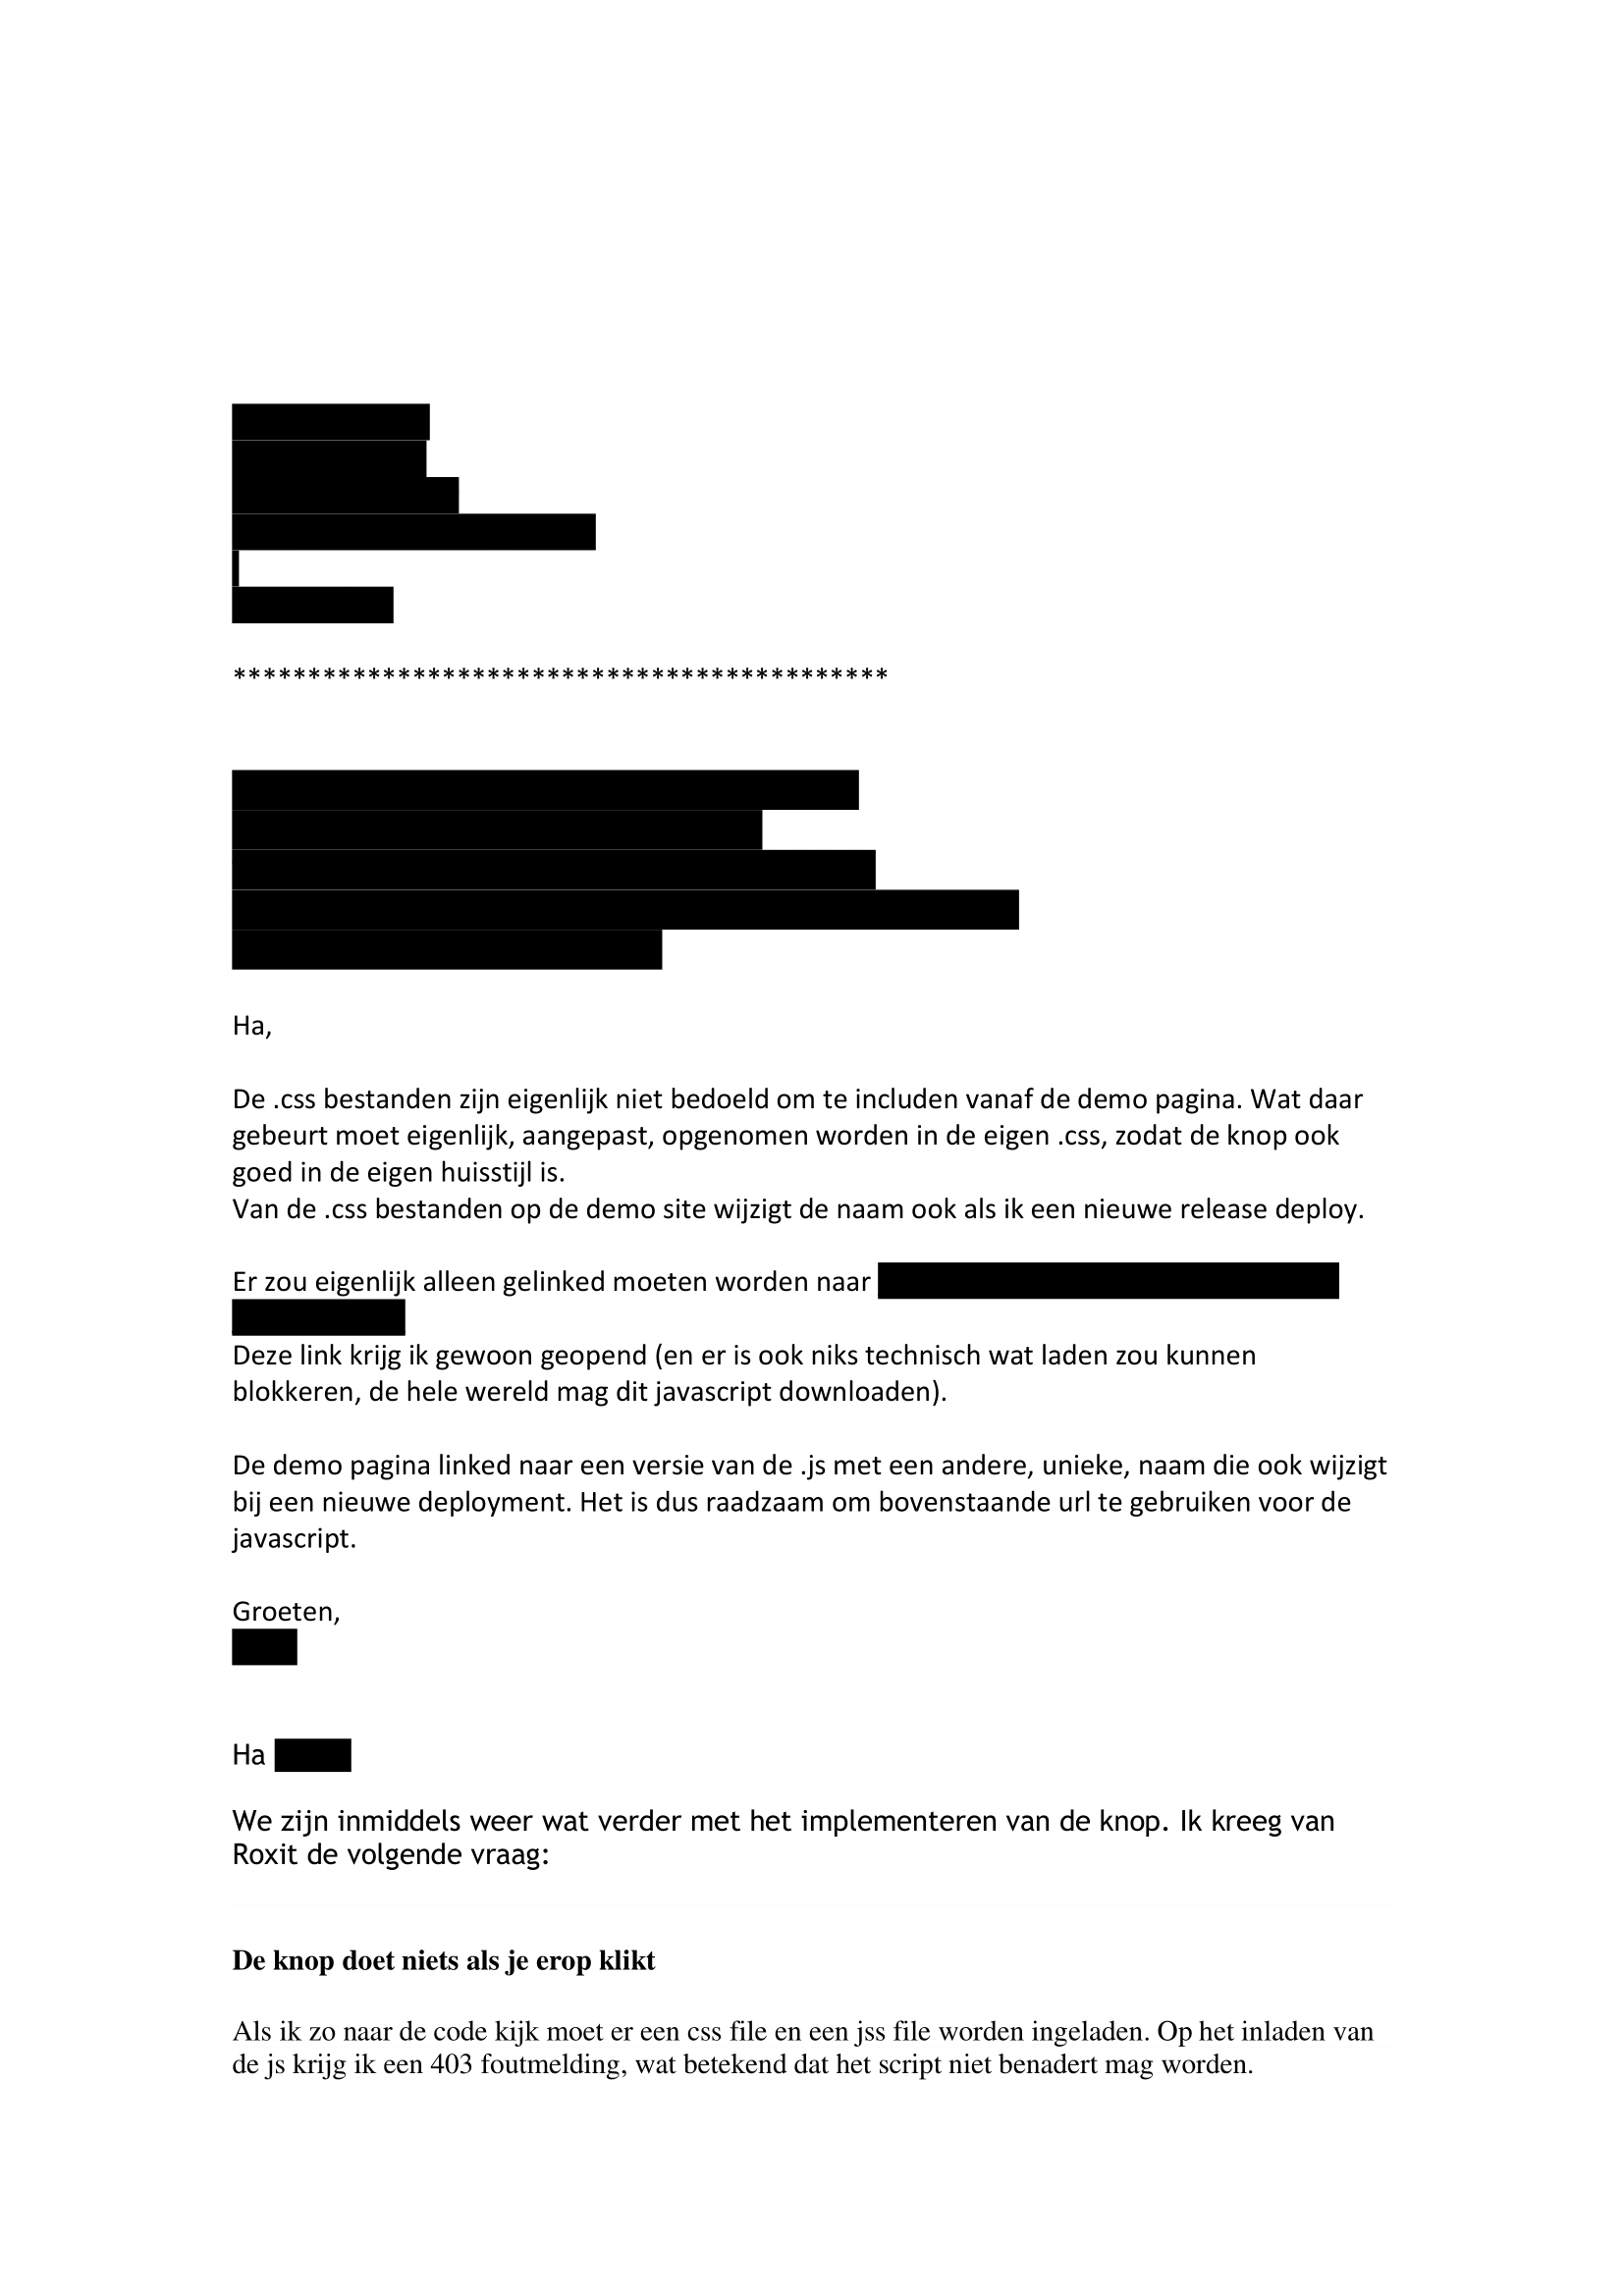 ********************************************
Ha,
De .css bestanden zijn eigenlijk niet bedoeld om te includen vanaf de demo pagina. Wat daar
gebeurt moet eigenlijk, aangepast, opgenomen worden in de eigen .css, zodat de knop ook
goed in de eigen huisstijl is.
Van de .css bestanden op de demo site wijzigt de naam ook als ik een nieuwe release deploy.
Er zou eigenlijk alleen gelinked moeten worden naar
Deze link krijg ik gewoon geopend (en er is ook niks technisch wat laden zou kunnen
blokkeren, de hele wereld mag dit javascript downloaden).
De demo pagina linked naar een versie van de .js met een andere, unieke, naam die ook wijzigt
bij een nieuwe deployment. Het is dus raadzaam om bovenstaande url te gebruiken voor de
javascript.
Groeten,
Ha
We zijn inmiddels weer wat verder met het implementeren van de knop. Ik kreeg van
Roxit de volgende vraag:
De knop doet niets als je erop klikt
Als ik zo naar de code kijk moet er een css file en een jss file worden ingeladen. Op het inladen van
de js krijg ik een 403 foutmelding, wat betekend dat het script niet benadert mag worden.